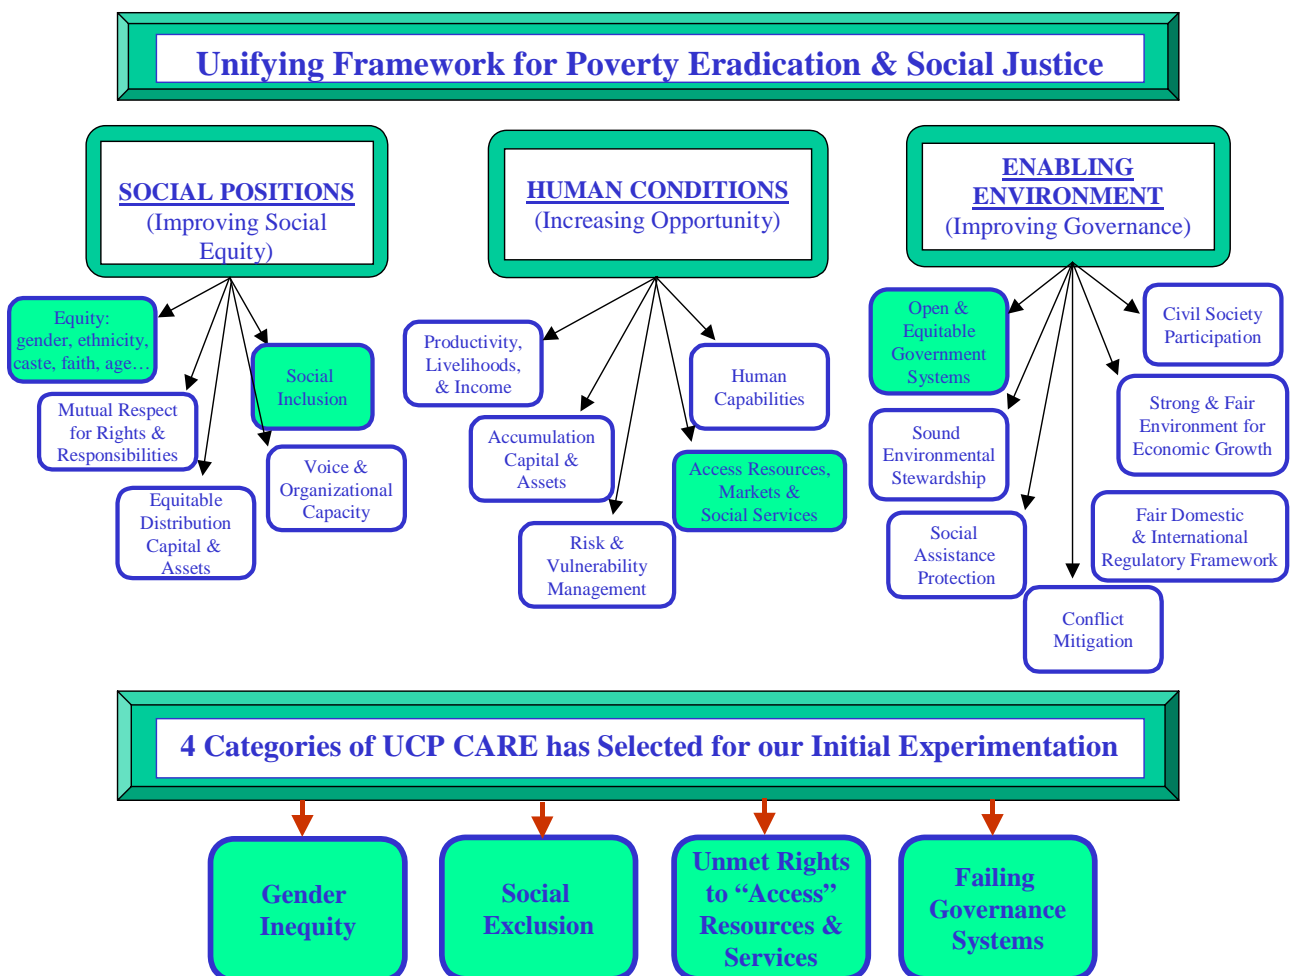 Unifying Framework for Poverty Eradication & Social Justice
SOCIAL POSITIONS
(Improving Social
Equity)
HUMAN CONDITIONS
(Increasing Opportunity)
ENABLING
ENVIRONMENT
(Improving Governance)
Equity:
gender, ethnicity,
caste, faith, age…
Social
Inclusion
Mutual Respect
for Rights &
Responsibilities
Voice &
Organizational
Capacity
Equitable
Distribution
Capital &
Assets
Productivity,
Livelihoods,
& Income
Human
Capabilities
Accumulation
Capital &
Assets
Access Resources,
Markets &
Social Services
Risk &
Vulnerability
Management
Open &
Equitable
Government
Systems
Civil Society
Participation
Strong & Fair
Environment for
Economic Growth
Sound
Environmental
Stewardship
Fair Domestic
& International
Regulatory Framework
Social
Assistance
Protection
Conflict
Mitigation
4 Categories of UCP CARE has Selected for our Initial Experimentation
Gender
Inequity
Social
Exclusion
Unmet Rights
to “Access”
Resources &
Services
Failing
Governance
Systems